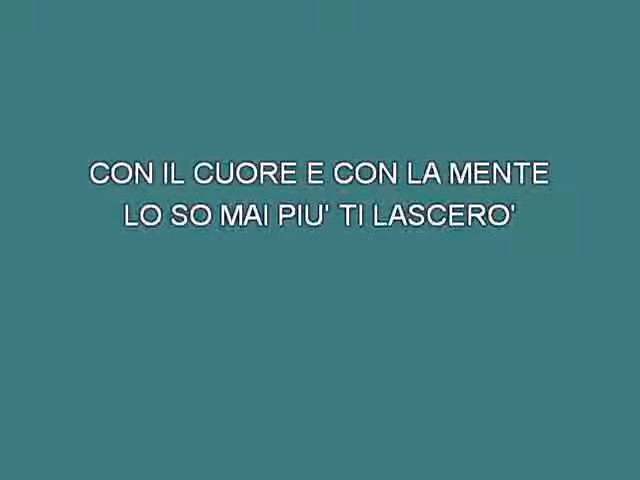 CON IL CUORE E CON LA MENTE
LO SO MAI PIU' TI LASCERO'